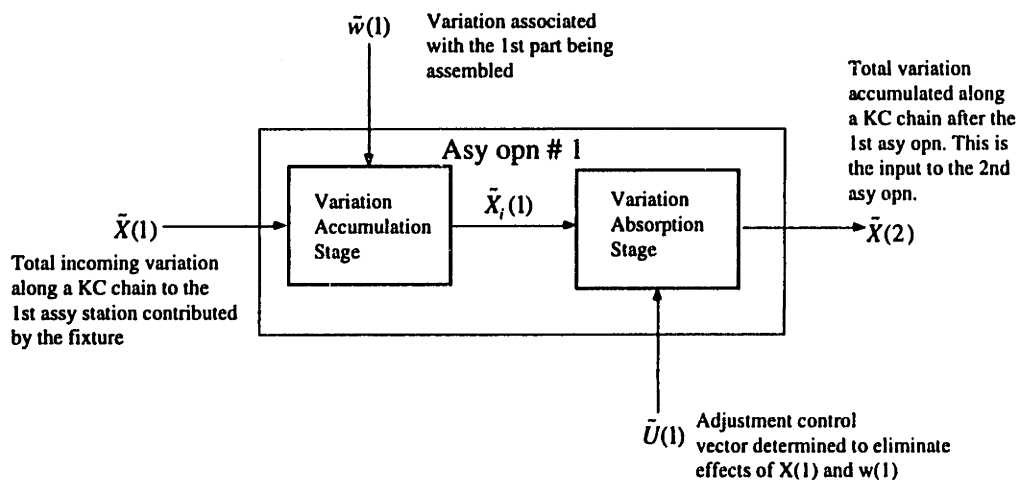 w̃(1)
Variation associated
with the 1st part being
assembled
Total variation
accumulated along
a KC chain after the
1st asy opn. This is
the input to the 2nd
asy opn.
Asy opn # 1
Variation
Accumulation
Stage
X̃ᵢ(1)
Variation
Absorption
Stage
X̃(1)
X̃(2)
Total incoming variation
along a KC chain to the
1st assy station contributed
by the fixture
Ũ(1)
Adjustment control
vector determined to eliminate
effects of X(1) and w(1)